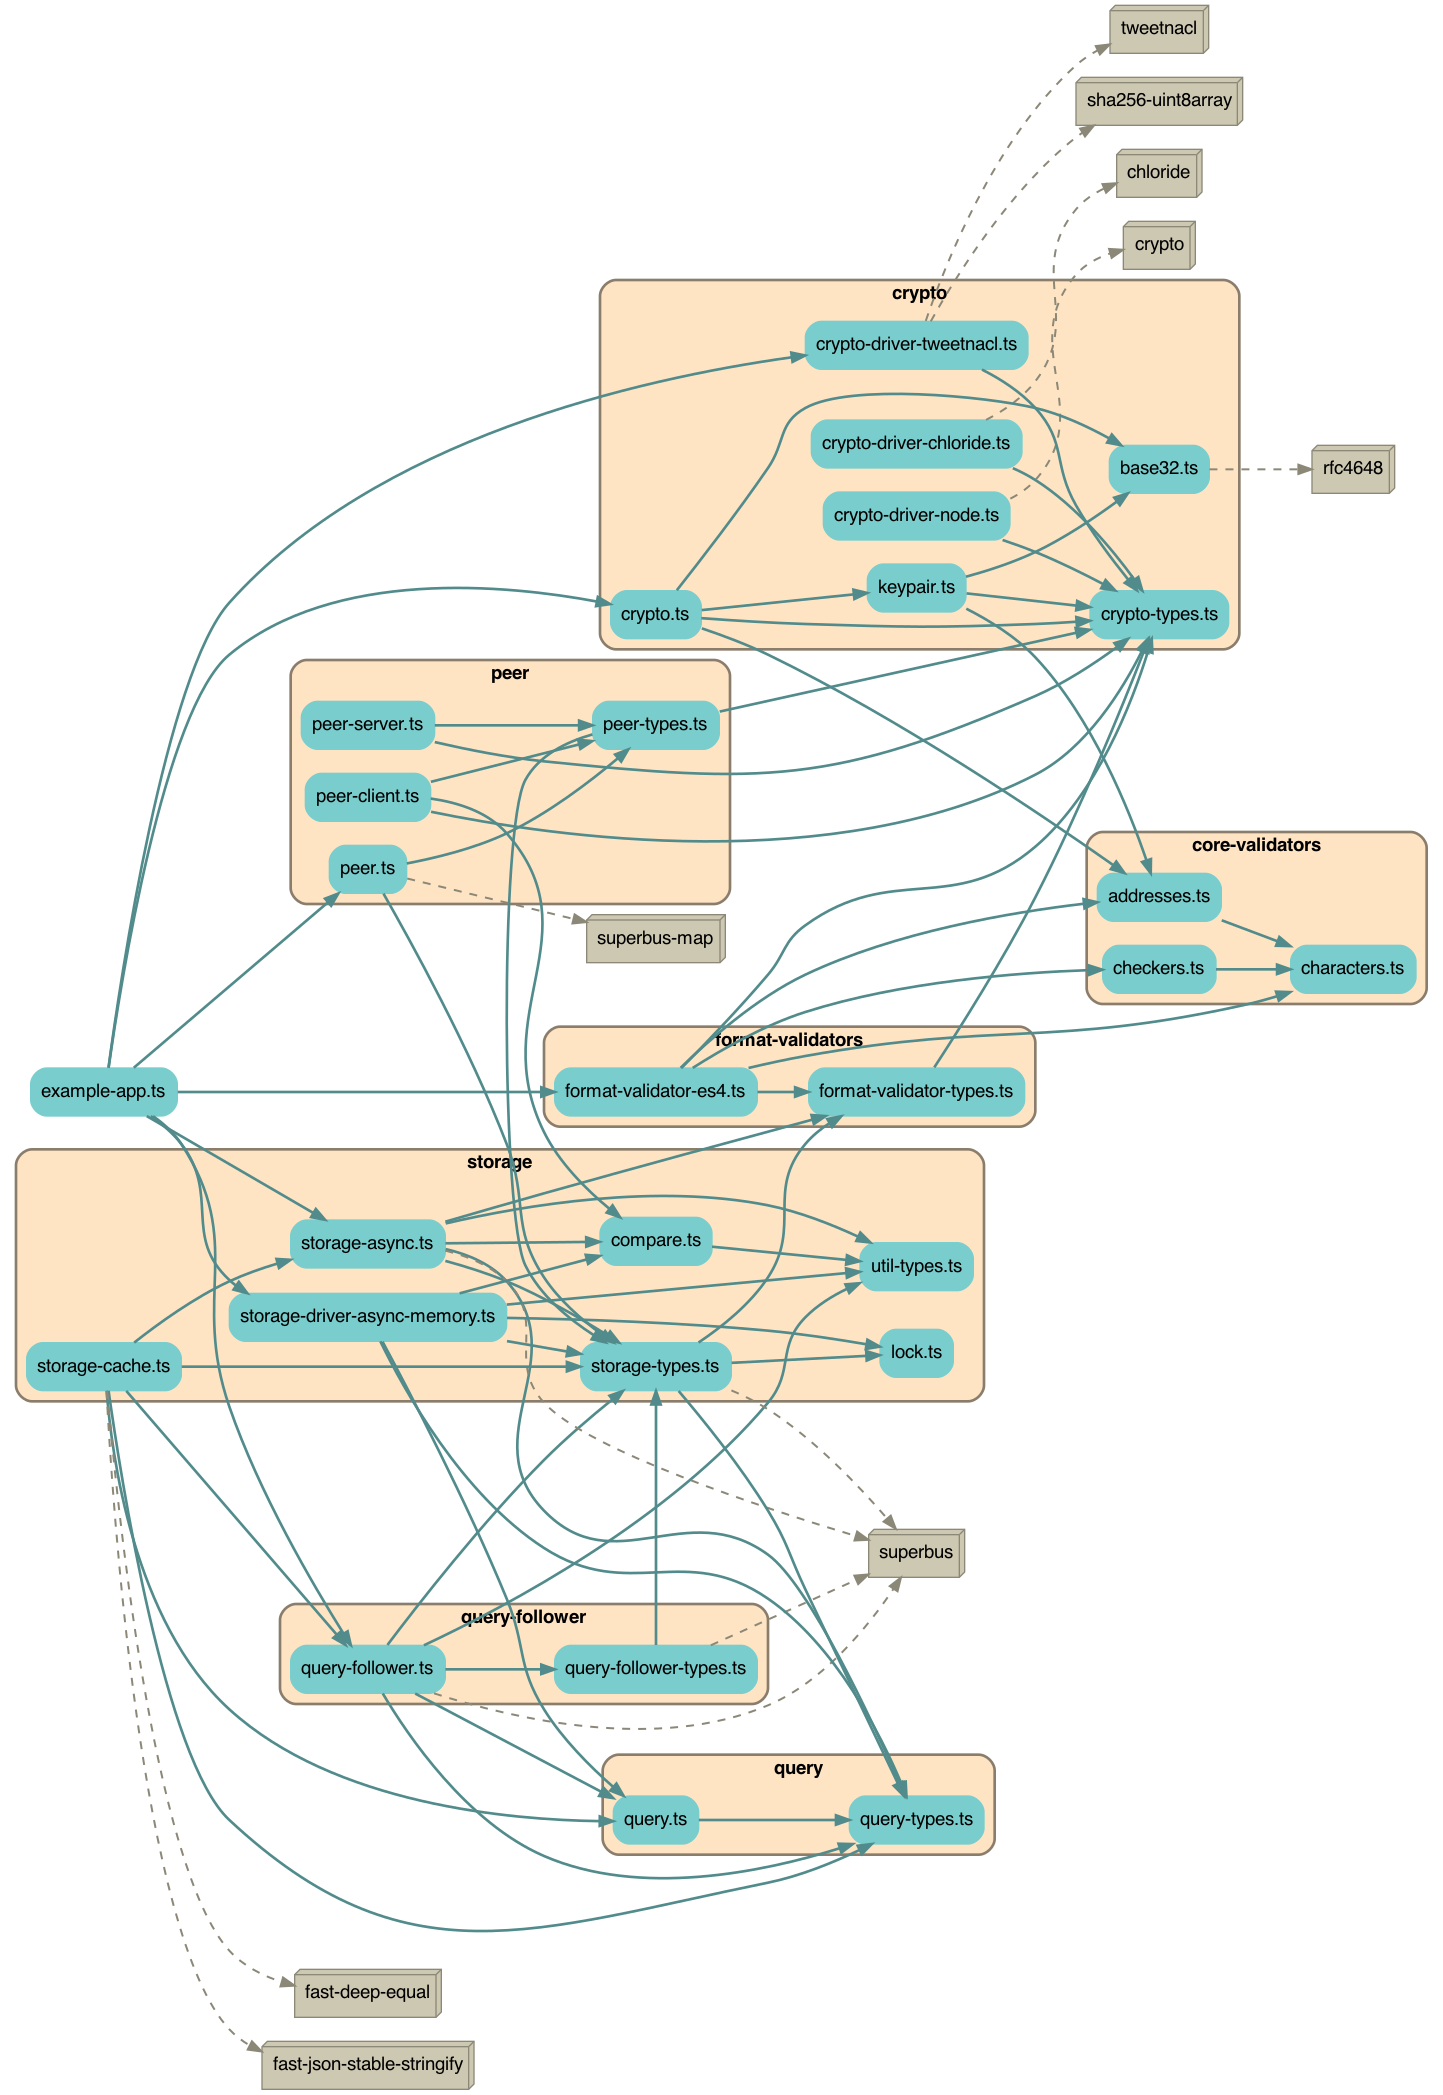 tweetnacl
sha256-uint8array
chloride
crypto
crypto
crypto-driver-tweetnacl.ts
crypto-driver-chloride.ts
base32.ts
rfc4648
crypto-driver-node.ts
keypair.ts
crypto.ts
crypto-types.ts
peer
peer-server.ts
peer-types.ts
peer-client.ts
peer.ts
superbus-map
core-validators
addresses.ts
checkers.ts
characters.ts
format-validators
example-app.ts
format-validator-es4.ts
format-validator-types.ts
storage
storage-async.ts
compare.ts
util-types.ts
storage-driver-async-memory.ts
lock.ts
storage-cache.ts
storage-types.ts
superbus
query-follower
query-follower.ts
query-follower-types.ts
query
query.ts
query-types.ts
fast-deep-equal
fast-json-stable-stringify